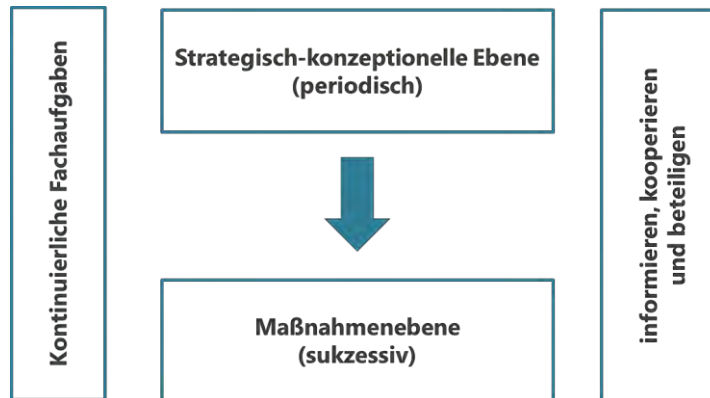 Kontinuierliche Fachaufgaben
Strategisch-konzeptionelle Ebene
(periodisch)
Maßnahmenebene
(sukzessiv)
informieren, kooperieren
und beteiligen